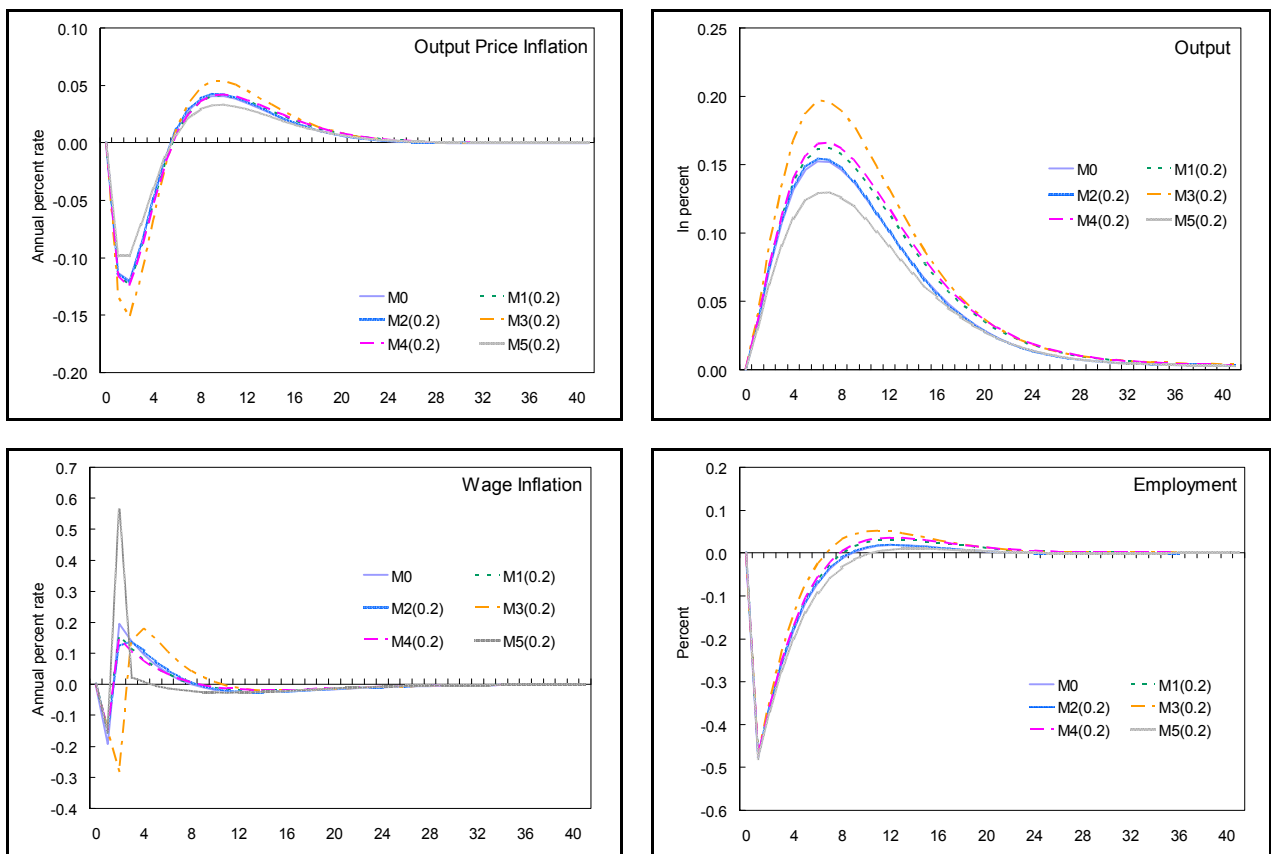 Output Price Inflation
Annual percent rate
0.10
0.05
0.00
-0.05
-0.10
-0.15
-0.20
M0
M1(0.2)
M2(0.2)
M3(0.2)
M4(0.2)
M5(0.2)
0 4 8 12 16 20 24 28 32 36 40
Output
In percent
0.25
0.20
0.15
0.10
0.05
0.00
M0
M1(0.2)
M2(0.2)
M3(0.2)
M4(0.2)
M5(0.2)
0 4 8 12 16 20 24 28 32 36 40
Wage Inflation
Annual percent rate
0.7
0.6
0.5
0.4
0.3
0.2
0.1
0.0
-0.1
-0.2
-0.3
-0.4
M0
M1(0.2)
M2(0.2)
M3(0.2)
M4(0.2)
M5(0.2)
0 4 8 12 16 20 24 28 32 36 40
Employment
Percent
0.2
0.1
0.0
-0.1
-0.2
-0.3
-0.4
-0.5
-0.6
M0
M1(0.2)
M2(0.2)
M3(0.2)
M4(0.2)
M5(0.2)
0 4 8 12 16 20 24 28 32 36 40